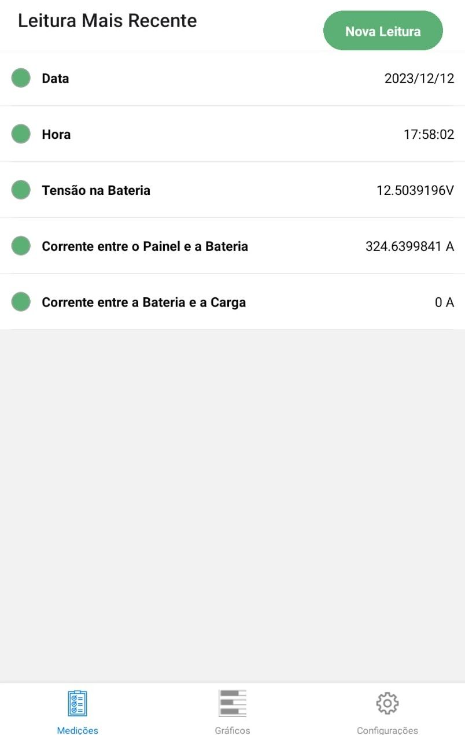 Leitura Mais Recente
Nova Leitura
Data 2023/12/12
Hora 17:58:02
Tensão na Bateria 12.5039196V
Corrente entre o Painel e a Bateria 324.6399841 A
Corrente entre a Bateria e a Carga 0 A
Medições Gráficos Configurações